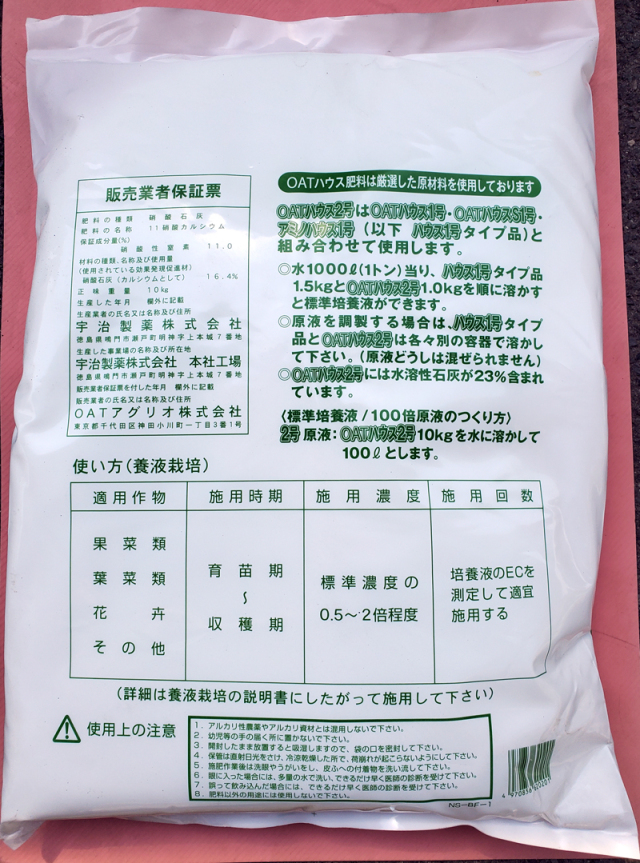 販売業者保証票
肥料の種類 硝酸石灰
肥料の名称 11硝酸カルシウム
保証成分量(%)
硝酸性窒素 11.0
材料の種類、名称及び使用量
(使用されている効果発現促進材)
硝酸石灰(カルシウムとして) 16.4%
正味重量 10kg
生産した年月 欄外に記載
生産業者の氏名又は名称及び住所
宇治製薬株式会社
徳島県鳴門市瀬戸町明神字上本城7番地
生産した事業場の名称及び所在地
宇治製薬株式会社 本社工場
徳島県鳴門市瀬戸町明神字上本城7番地
販売業者保証票を付した年月 欄外に記載
販売業者の氏名又は名称及び住所
OATアグリオ株式会社
東京都千代田区神田小川町一丁目3番1号
OATハウス肥料は厳選した原材料を使用しております
OATハウス2号はOATハウス1号・OATハウスS1号・
アミノハウス1号(以下 ハウス1号タイプ品)と
組み合わせて使用します。
○水1000ℓ(1トン)当り、ハウス1号タイプ品
1.5kgとOATハウス2号1.0kgを順に溶かす
と標準培養液ができます。
○原液を調製する場合は、ハウス1号タイプ
品とOATハウス2号は各々別の容器で溶かし
て下さい。(原液どうしは混ぜられません)
○OATハウス2号には水溶性石灰が23%含まれ
ています。
〈標準培養液/100倍原液のつくり方〉
2号原液:OATハウス2号10kgを水に溶かして
100ℓとします。
使い方(養液栽培)
適用作物 施用時期 施用濃度 施用回数
果菜類
葉菜類
花卉
その他
育苗期
～
収穫期
標準濃度の
0.5～2倍程度
培養液のECを
測定して適宜
施用する
(詳細は養液栽培の説明書にしたがって施用して下さい)
使用上の注意
1.アルカリ性農薬やアルカリ資材とは混用しないで下さい。
2.幼児等の手の届く所に置かないで下さい。
3.開封したまま放置すると吸湿しますので、袋の口を密封して下さい。
4.保管は直射日光をさけ、冷涼乾燥した所で、荷崩れが起こらないようにして下さい。
5.施肥作業後は洗眼やうがいをし、皮ふへの付着物を洗い流して下さい。
6.眼に入った場合には、多量の水で洗い、できるだけ早く医師の診断を受けて下さい。
7.誤って飲み込んだ場合には、できるだけ早く医師の診断を受けて下さい。
8.肥料以外の用途には使用しないで下さい。
NS-BF-1